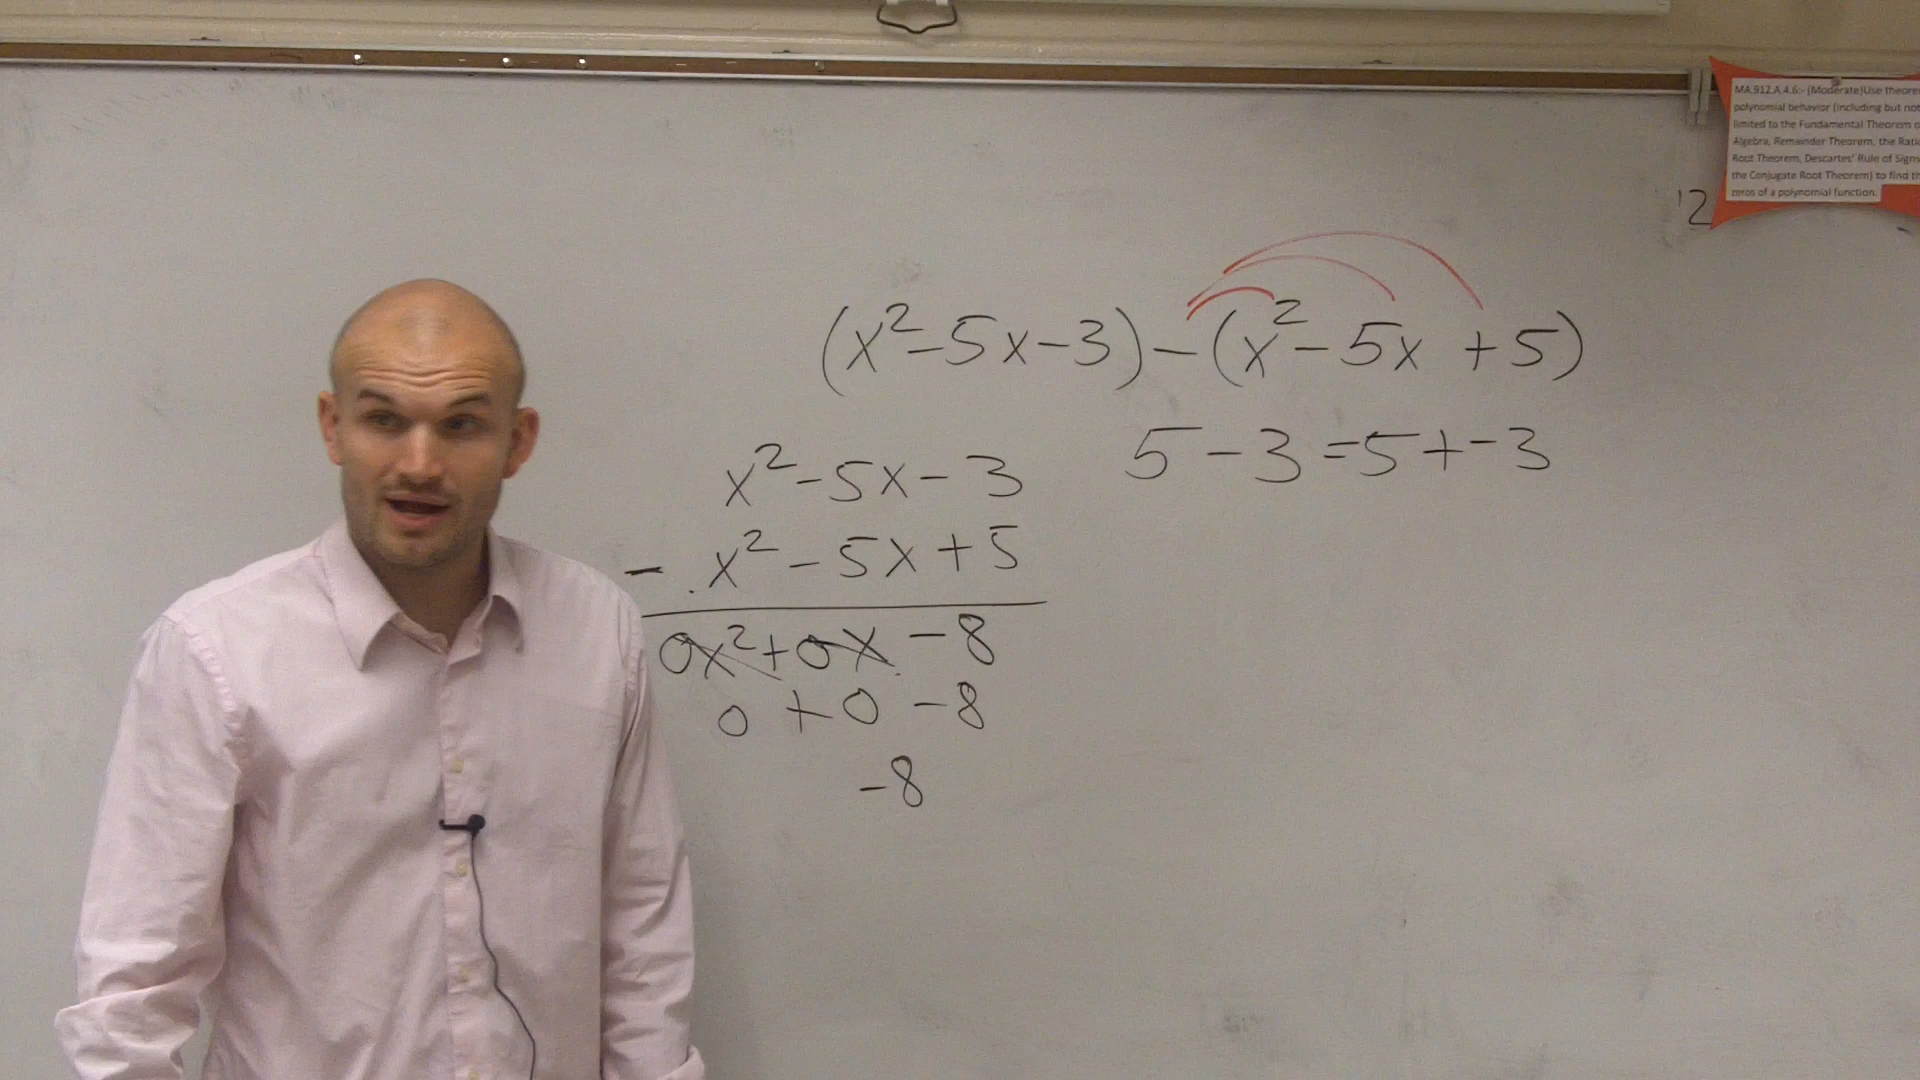 MA.912.A.4.6:- (Moderate)Use theore
polynomial behavior (including but not
limited to the Fundamental Theorem o
Algebra, Remainder Theorem, the Rati
Root Theorem, Descartes' Rule of Signs
the Conjugate Root Theorem) to find th
zeros of a polynomial function.
12
(x²-5x-3)-(x²-5x+5)
5-3=5+-3
x²-5x-3
- x²-5x+5
0x²+0x-8
0+0-8
-8